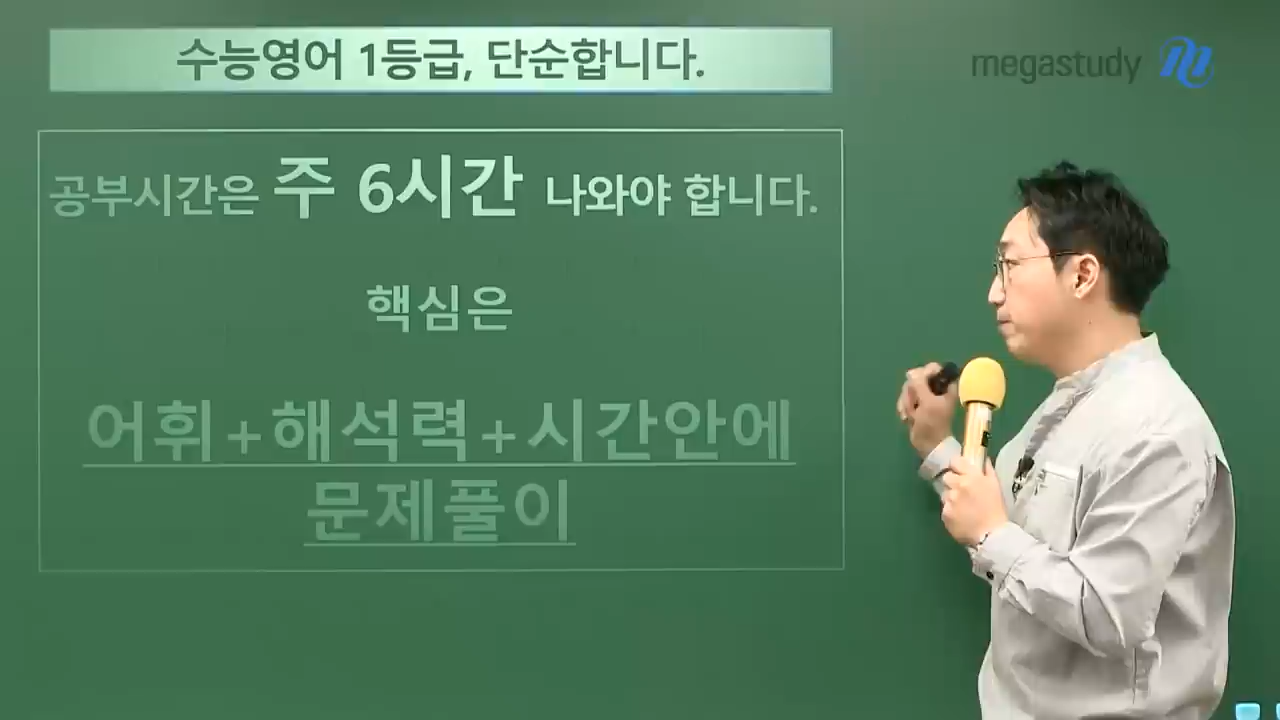 수능영어 1등급, 단순합니다.
megastudy
공부시간은 주 6시간 나와야 합니다.
핵심은
어휘+해석력+시간안에
문제풀이